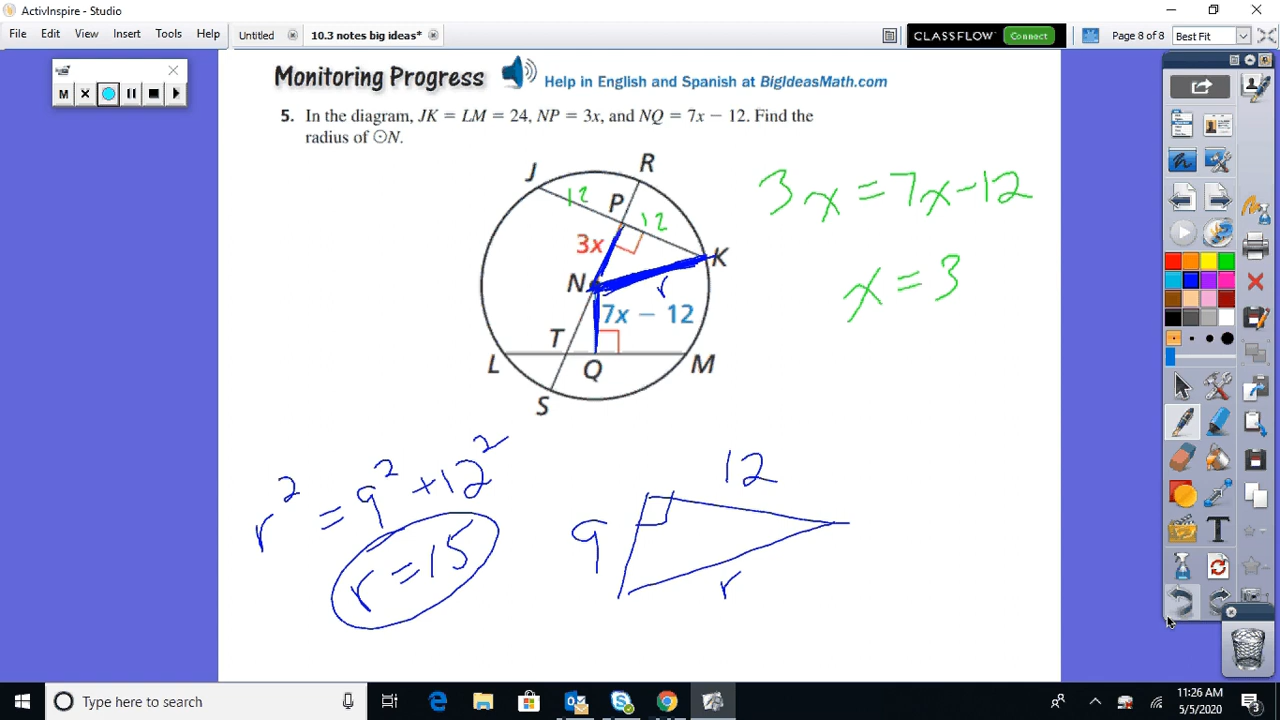 ActivInspire - Studio
File Edit View Insert Tools Help
Untitled
10.3 notes big ideas*
CLASSFLOW Connect
Page 8 of 8
Best Fit
M
Monitoring Progress
Help in English and Spanish at BigIdeasMath.com
5. In the diagram, JK = LM = 24, NP = 3x, and NQ = 7x − 12. Find the
radius of ⊙N.
J
R
12
P
12
3x
K
N
r
7x − 12
T
L
Q
M
S
3x = 7x - 12
x = 3
r² = 9² + 12²
r = 15
12
9
r
T
Type here to search
11:26 AM
5/5/2020
3